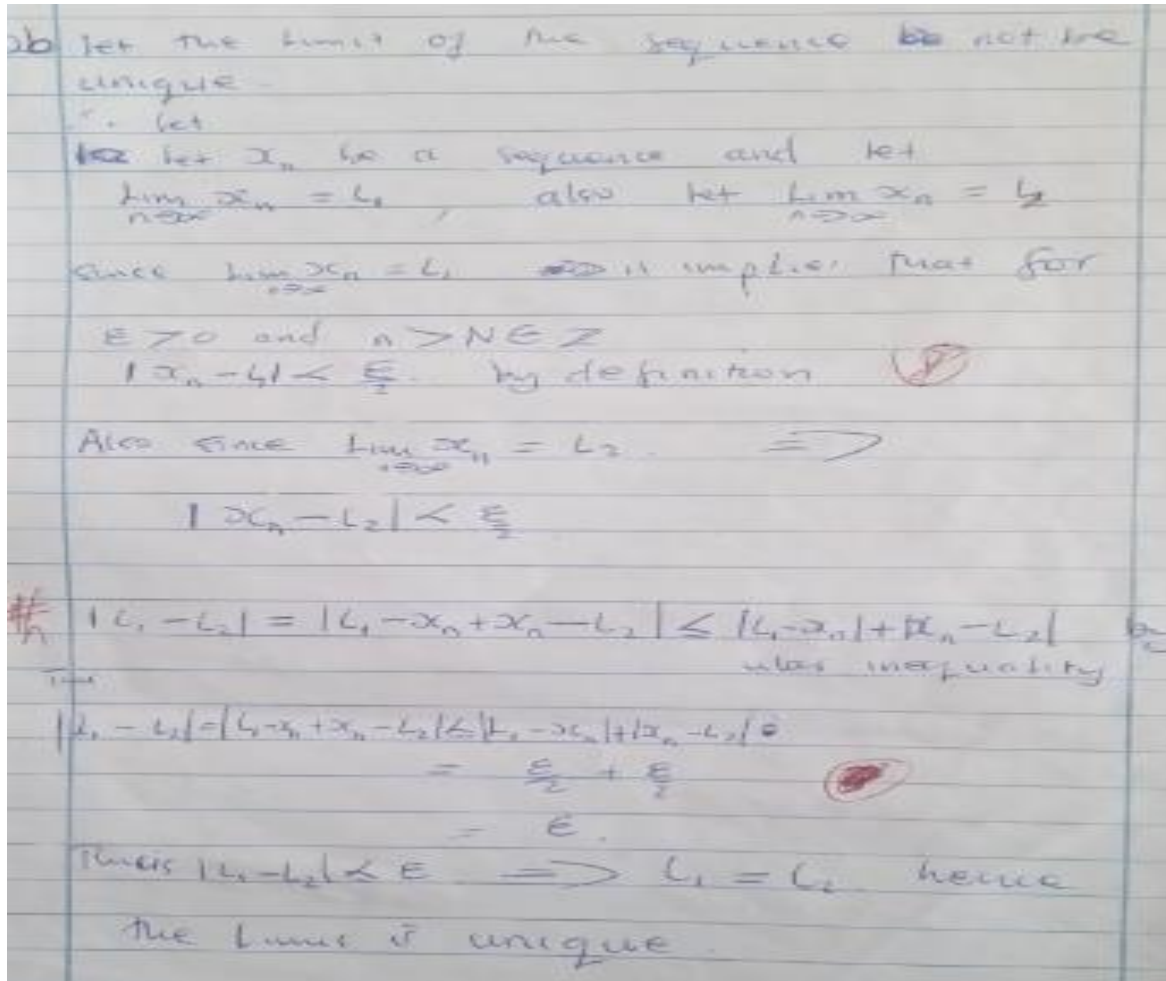 2b let the limit of the sequence not be
unique.
∴ let
let xₙ be a sequence and let
Lim xₙ = L₁, also let Lim xₙ = L₂
n→∞ n→∞
since Lim xₙ = L₁ it implies that for
n→∞
ε > 0 and n > N ∈ Z
|xₙ - L₁| < ε/2. by definition
Also since Lim xₙ = L₂. =>
n→∞
|xₙ - L₂| < ε/2
|L₁ - L₂| = |L₁ - xₙ + xₙ - L₂| ≤ |L₁ - xₙ| + |xₙ - L₂|
inequality
|L₁ - L₂| = |L₁ - xₙ + xₙ - L₂| ≤ |L₁ - xₙ| + |xₙ - L₂|
= ε/2 + ε/2
= ε.
|L₁ - L₂| < ε => L₁ = L₂ hence
the Limit is unique.